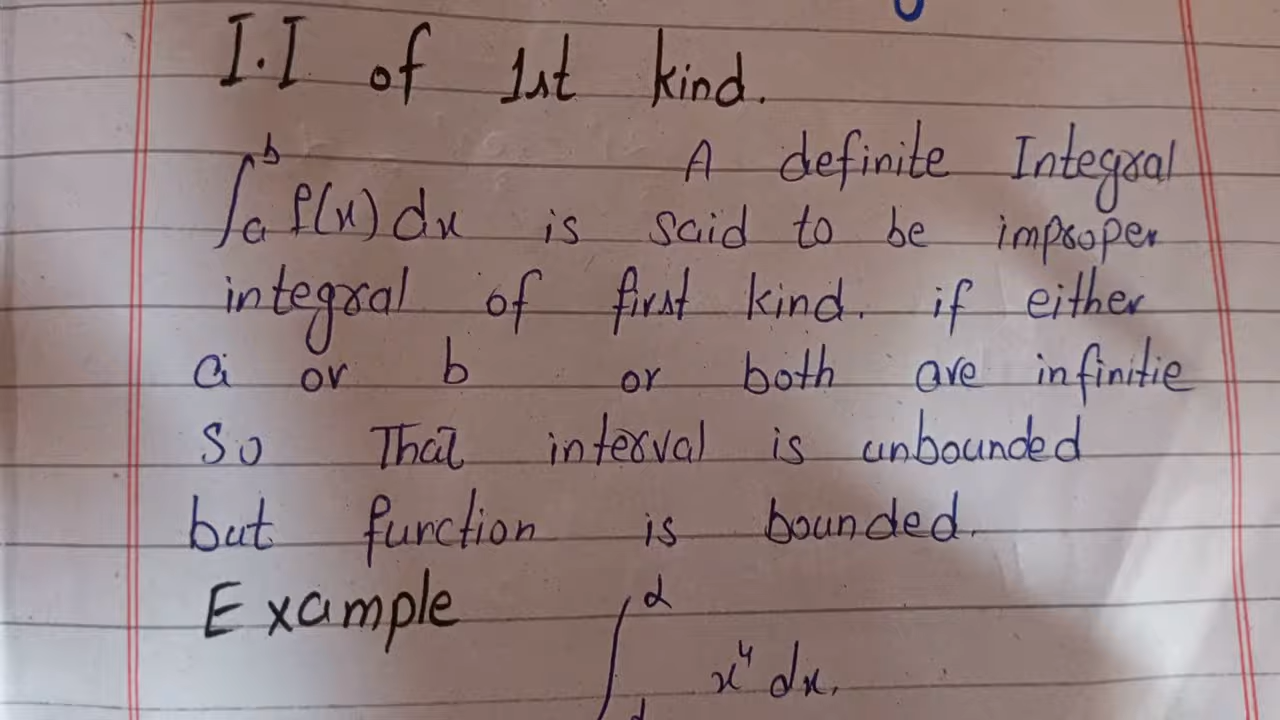 I.I of 1st kind.
A definite Integral
∫_a^b f(x) dx is said to be improper
integral of first kind. if either
a or b or both are infinitie
So That interval is unbounded
but function is bounded.
Example ∫ x⁴ dx.